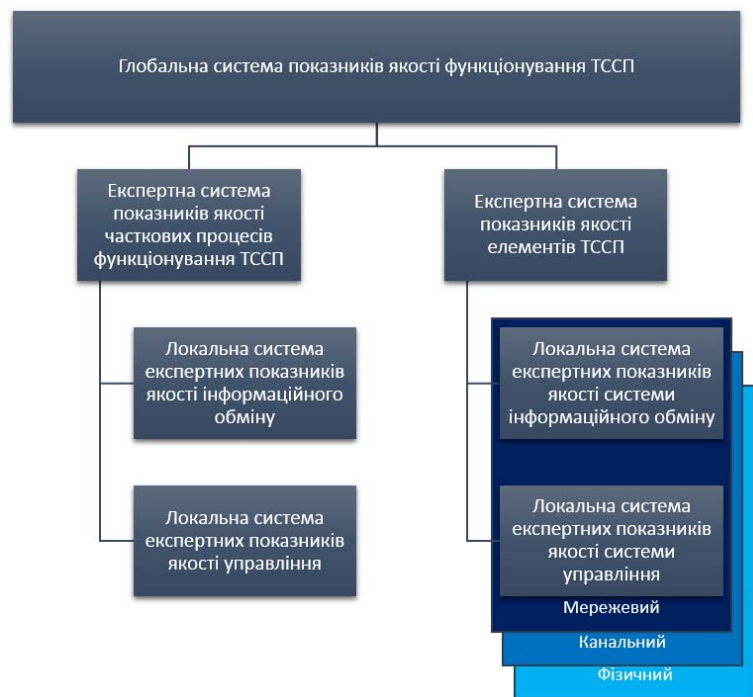 Глобальна система показників якості функціонування ТССП
Експертна система
показників якості
часткових процесів
функціонування ТССП
Експертна система
показників якості
елементів ТССП
Локальна система
експертних показників
якості інформаційного
обміну
Локальна система
експертних показників
якості системи
інформаційного обміну
Локальна система
експертних показників
якості управління
Локальна система
експертних показників
якості системи
управління
Мережевий
Канальний
Фізичний